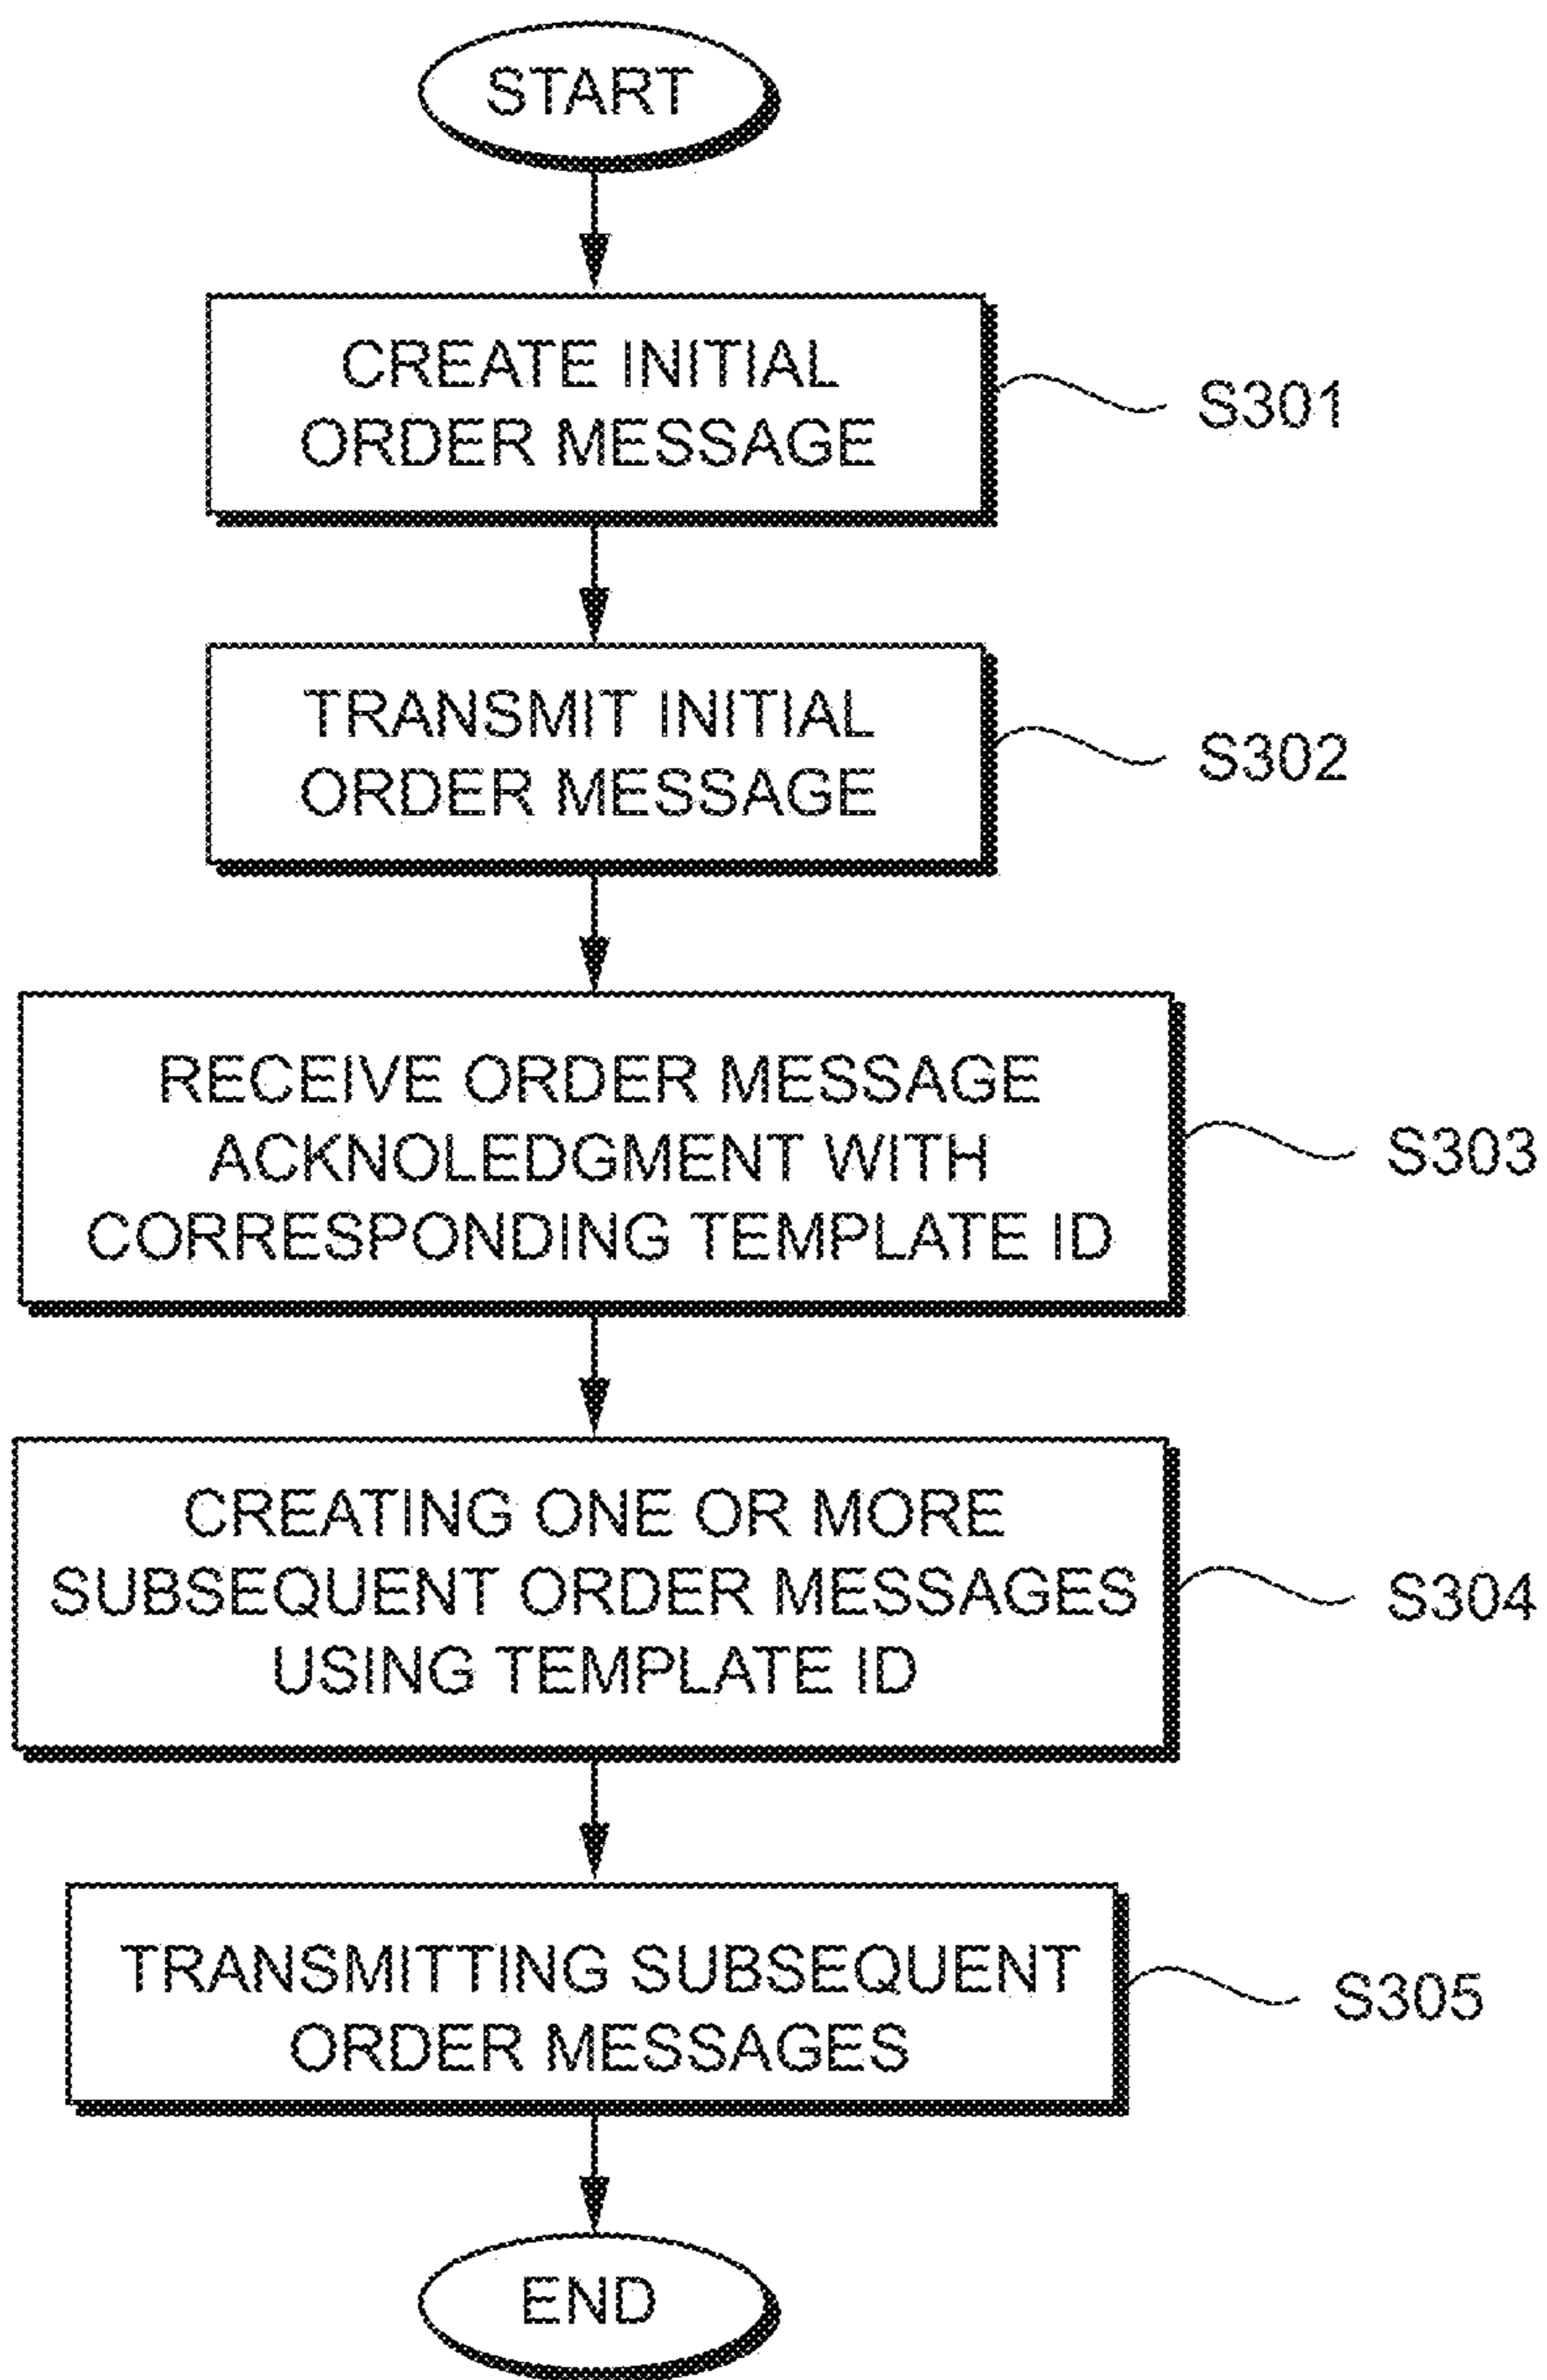 START
CREATE INITIAL
ORDER MESSAGE
S301
TRANSMIT INITIAL
ORDER MESSAGE
S302
RECEIVE ORDER MESSAGE
ACKNOLEDGMENT WITH
CORRESPONDING TEMPLATE ID
S303
CREATING ONE OR MORE
SUBSEQUENT ORDER MESSAGES
USING TEMPLATE ID
S304
TRANSMITTING SUBSEQUENT
ORDER MESSAGES
S305
END